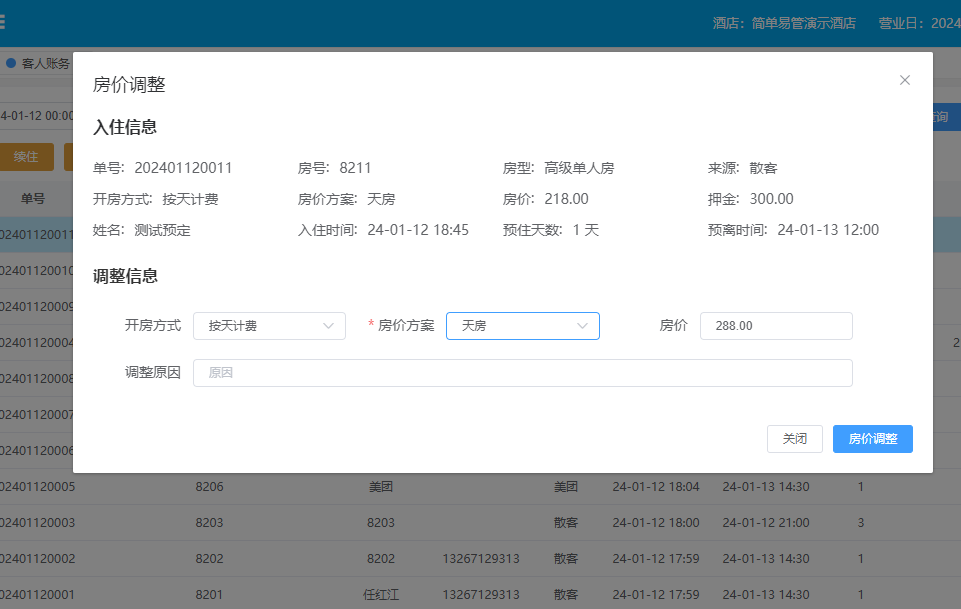 酒店：简单易管演示酒店 营业日：2024
客人账务
房价调整
4-01-12 00:00
入住信息
续住
单号：202401120011 房号：8211 房型：高级单人房 来源：散客
单号
开房方式：按天计费 房价方案：天房 房价：218.00 押金：300.00
02401120011
姓名：测试预定 入住时间：24-01-12 18:45 预住天数：1 天 预离时间：24-01-13 12:00
02401120010
调整信息
02401120009
开房方式 按天计费 * 房价方案 天房 房价 288.00
02401120004 2
调整原因 原因
02401120008
02401120007
关闭 房价调整
02401120006
02401120005 8206 美团 美团 24-01-12 18:04 24-01-13 14:30 1
02401120003 8203 8203 散客 24-01-12 18:00 24-01-12 21:00 3
02401120002 8202 8202 13267129313 散客 24-01-12 17:59 24-01-13 14:30 1
02401120001 8201 任红江 13267129313 散客 24-01-12 17:59 24-01-13 14:30 1